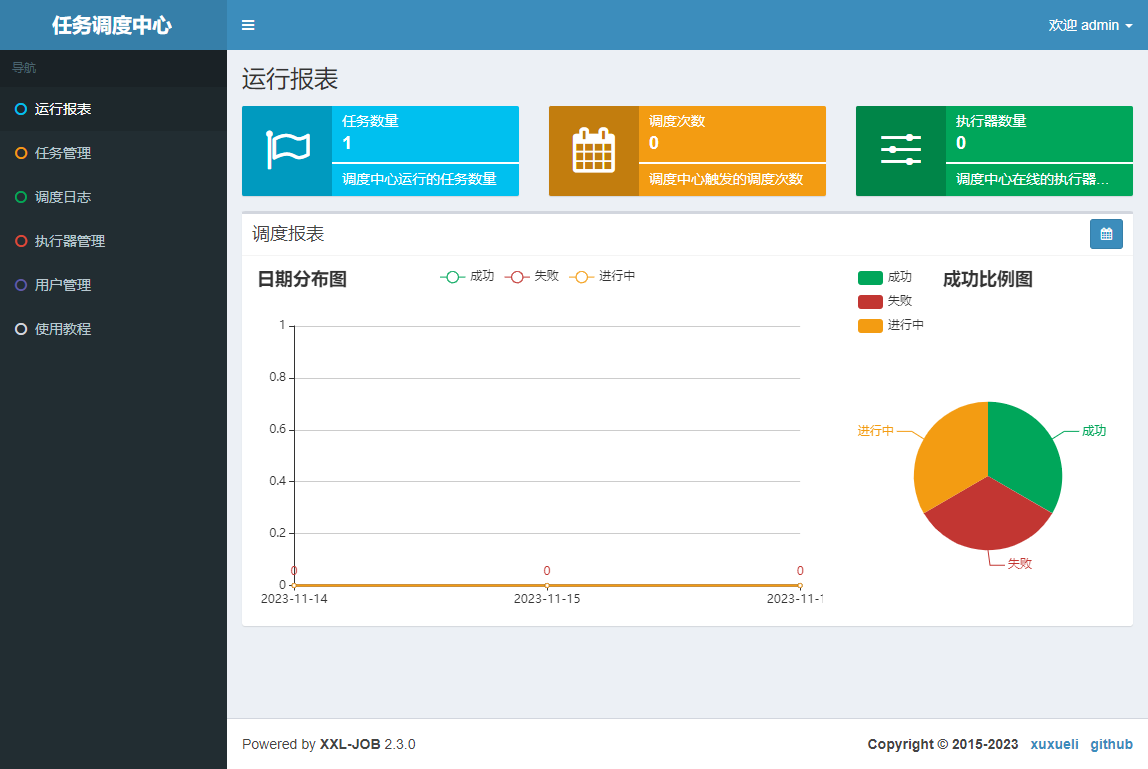 任务调度中心
欢迎 admin
导航
运行报表
任务管理
调度日志
执行器管理
用户管理
使用教程
运行报表
任务数量
1
调度中心运行的任务数量
调度次数
0
调度中心触发的调度次数
执行器数量
0
调度中心在线的执行器...
调度报表
日期分布图
成功 失败 进行中
1
0.8
0.6
0.4
0.2
0
0 0 0
2023-11-14 2023-11-15 2023-11-1
成功
失败
进行中
成功比例图
进行中
成功
失败
Powered by XXL-JOB 2.3.0
Copyright © 2015-2023 xuxueli github